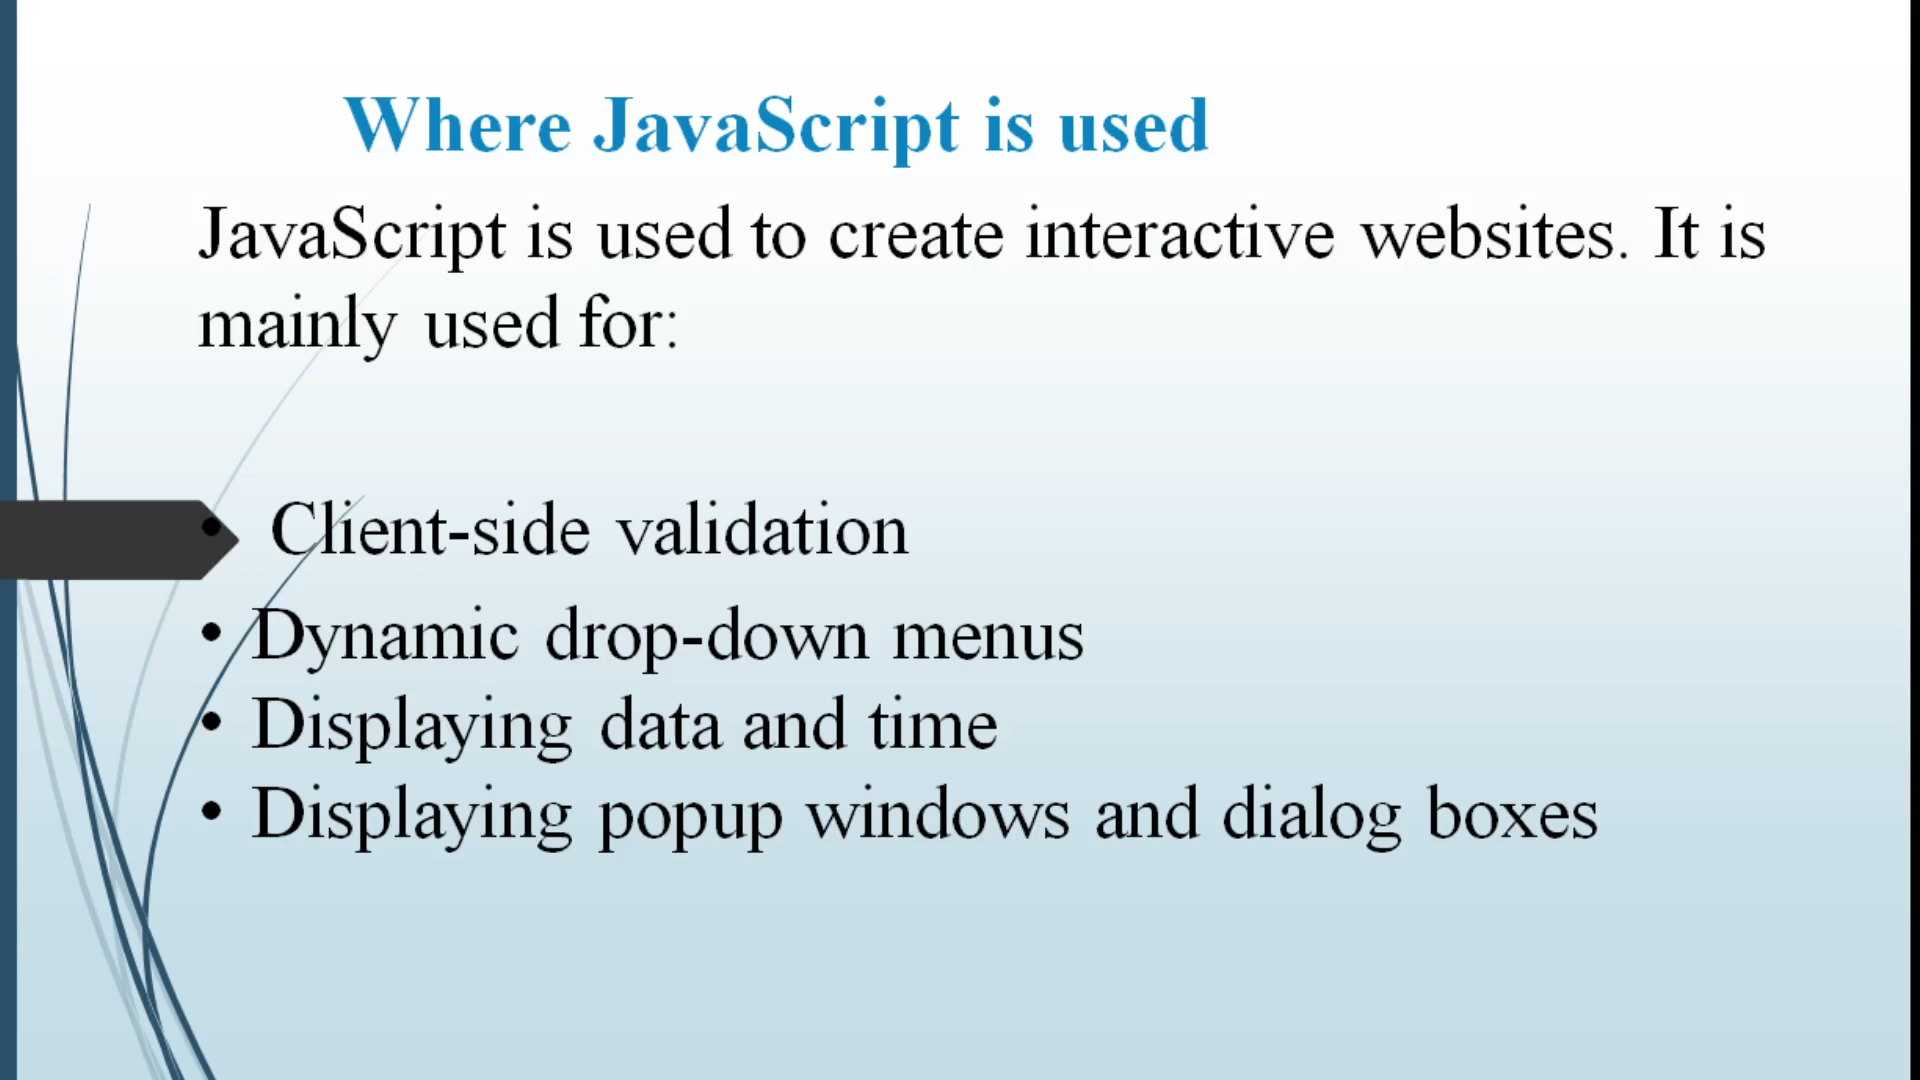 Where JavaScript is used
JavaScript is used to create interactive websites. It is
mainly used for:
• Client-side validation
• Dynamic drop-down menus
• Displaying data and time
• Displaying popup windows and dialog boxes